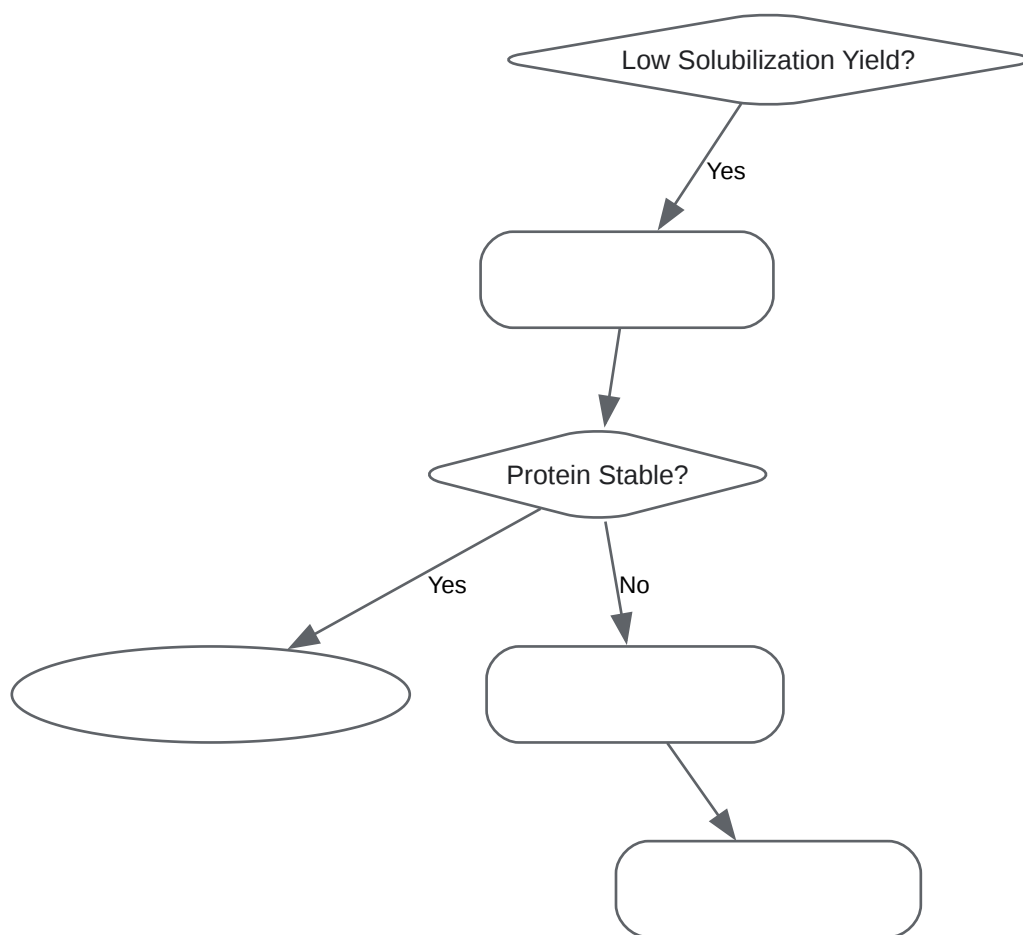 Low Solubilization Yield?
Yes
Protein Stable?
Yes
No